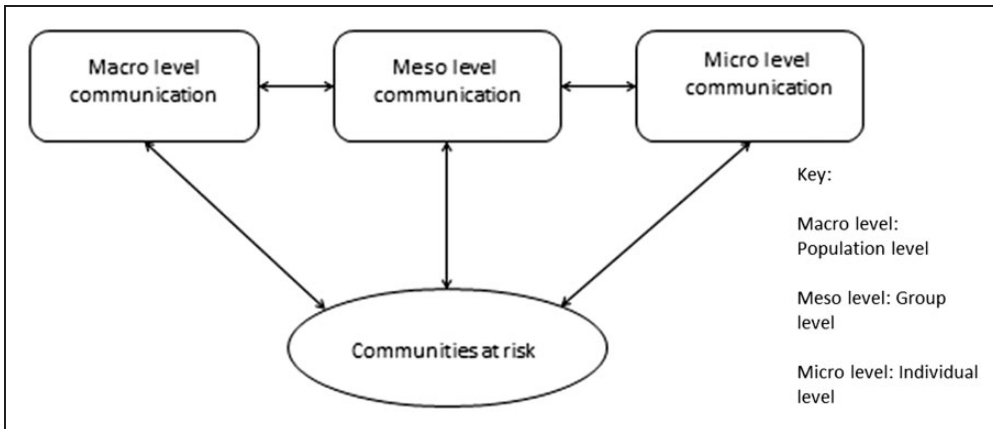 Macro level
communication
Meso level
communication
Micro level
communication
Communities at risk
Key:
Macro level:
Population level
Meso level: Group
level
Micro level: Individual
level